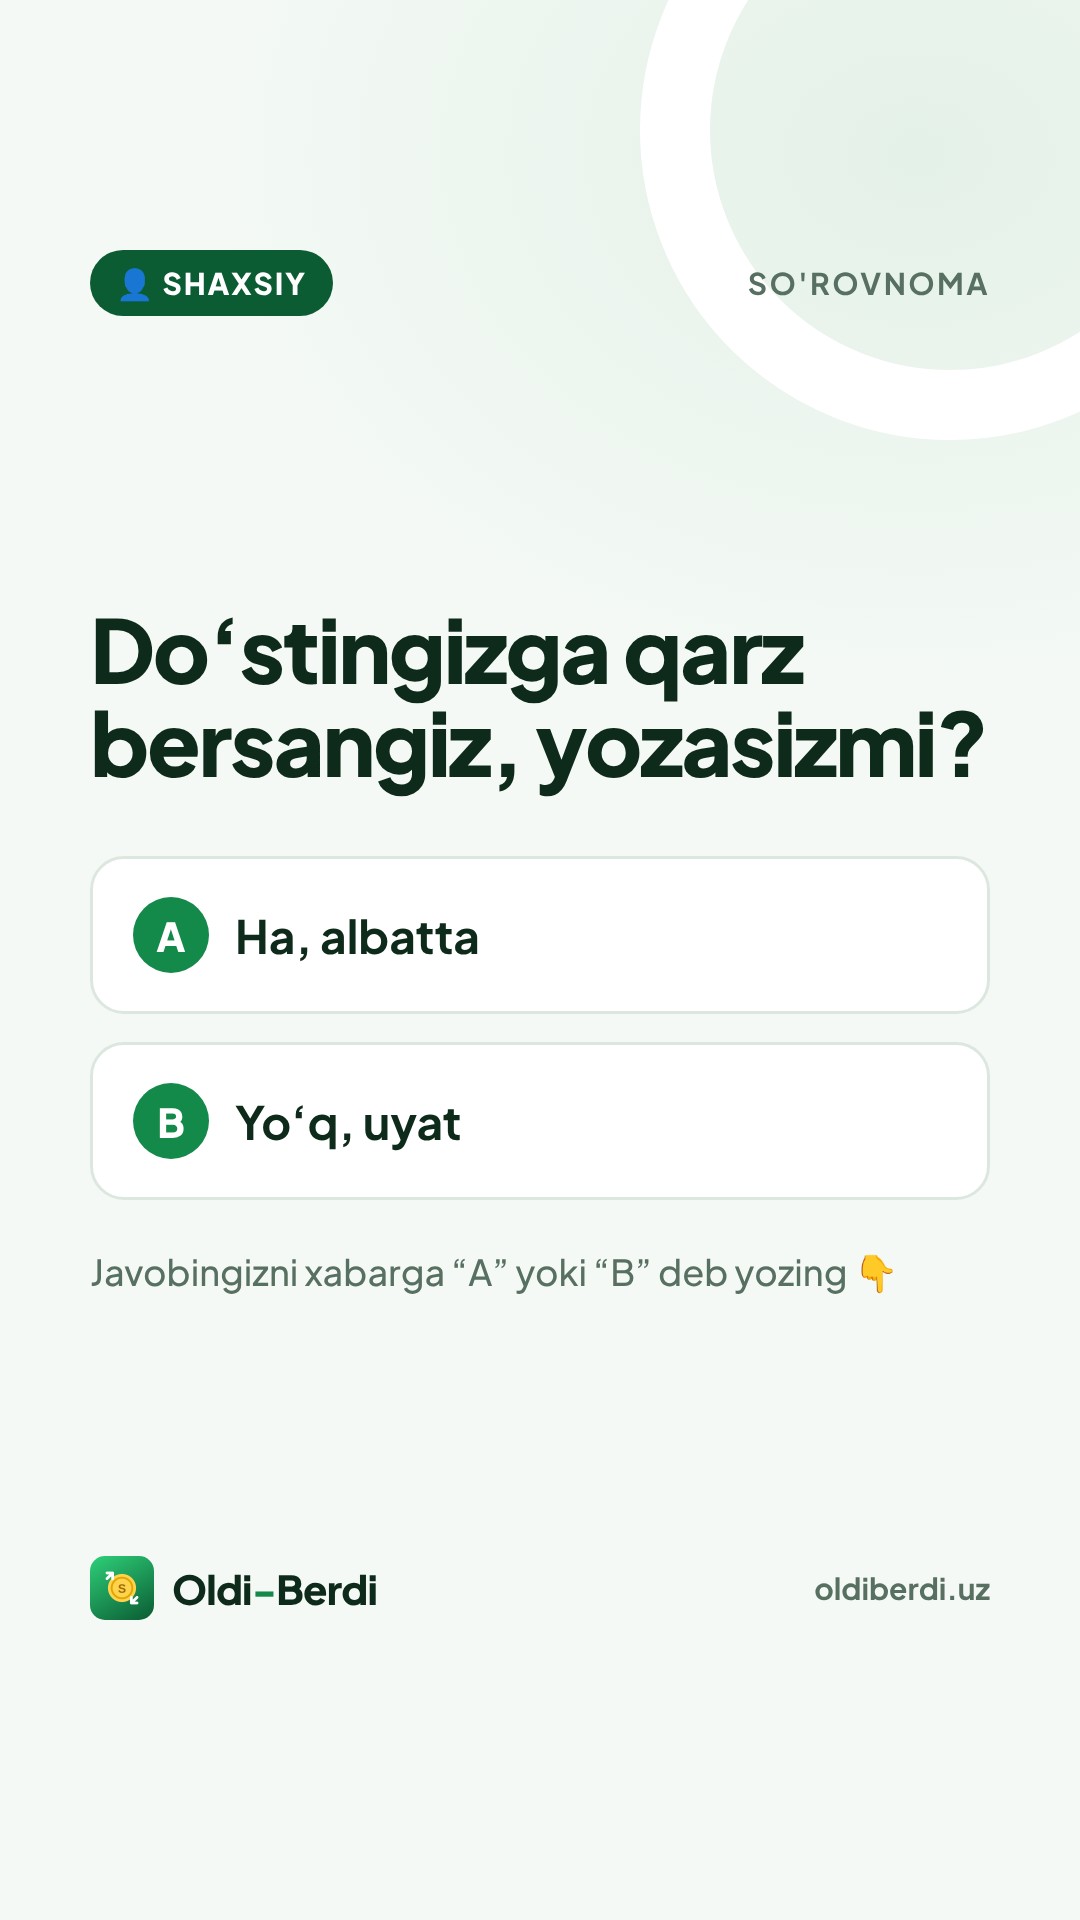 👤 SHAXSIY
SO'ROVNOMA
Do‘stingizga qarz
bersangiz, yozasizmi?
A Ha, albatta
B Yo‘q, uyat
Javobingizni xabarga “A” yoki “B” deb yozing 👇
S
Oldi–Berdi
oldiberdi.uz